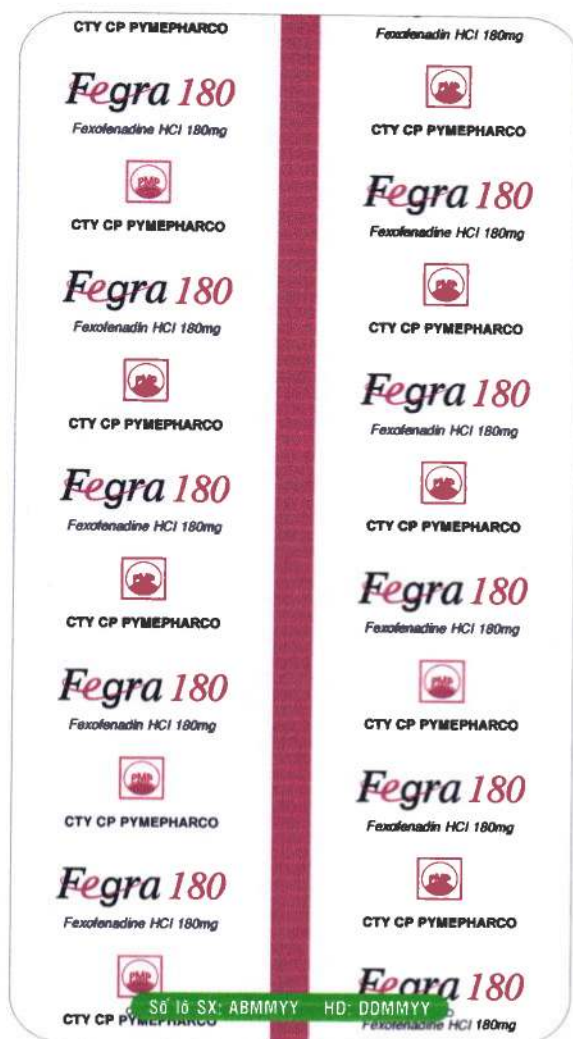 CTY CP PYMEPHARCO
Fegra 180
Fexofenadine HCl 180mg
PMP
CTY CP PYMEPHARCO
Fegra 180
Fexofenadin HCl 180mg
PMP
CTY CP PYMEPHARCO
Fegra 180
Fexofenadine HCl 180mg
PMP
CTY CP PYMEPHARCO
Fegra 180
Fexofenadin HCl 180mg
PMP
CTY CP PYMEPHARCO
Fegra 180
Fexofenadine HCl 180mg
PMP
CTY CP PYMEPHARCO
Fexofenadin HCl 180mg
PMP
CTY CP PYMEPHARCO
Fegra 180
Fexofenadine HCl 180mg
PMP
CTY CP PYMEPHARCO
Fegra 180
Fexofenadin HCl 180mg
PMP
CTY CP PYMEPHARCO
Fegra 180
Fexofenadine HCl 180mg
PMP
CTY CP PYMEPHARCO
Fegra 180
Fexofenadin HCl 180mg
PMP
CTY CP PYMEPHARCO
Fegra 180
Fexofenadine HCl 180mg
Số lô SX: ABMMYY HD: DDMMYY